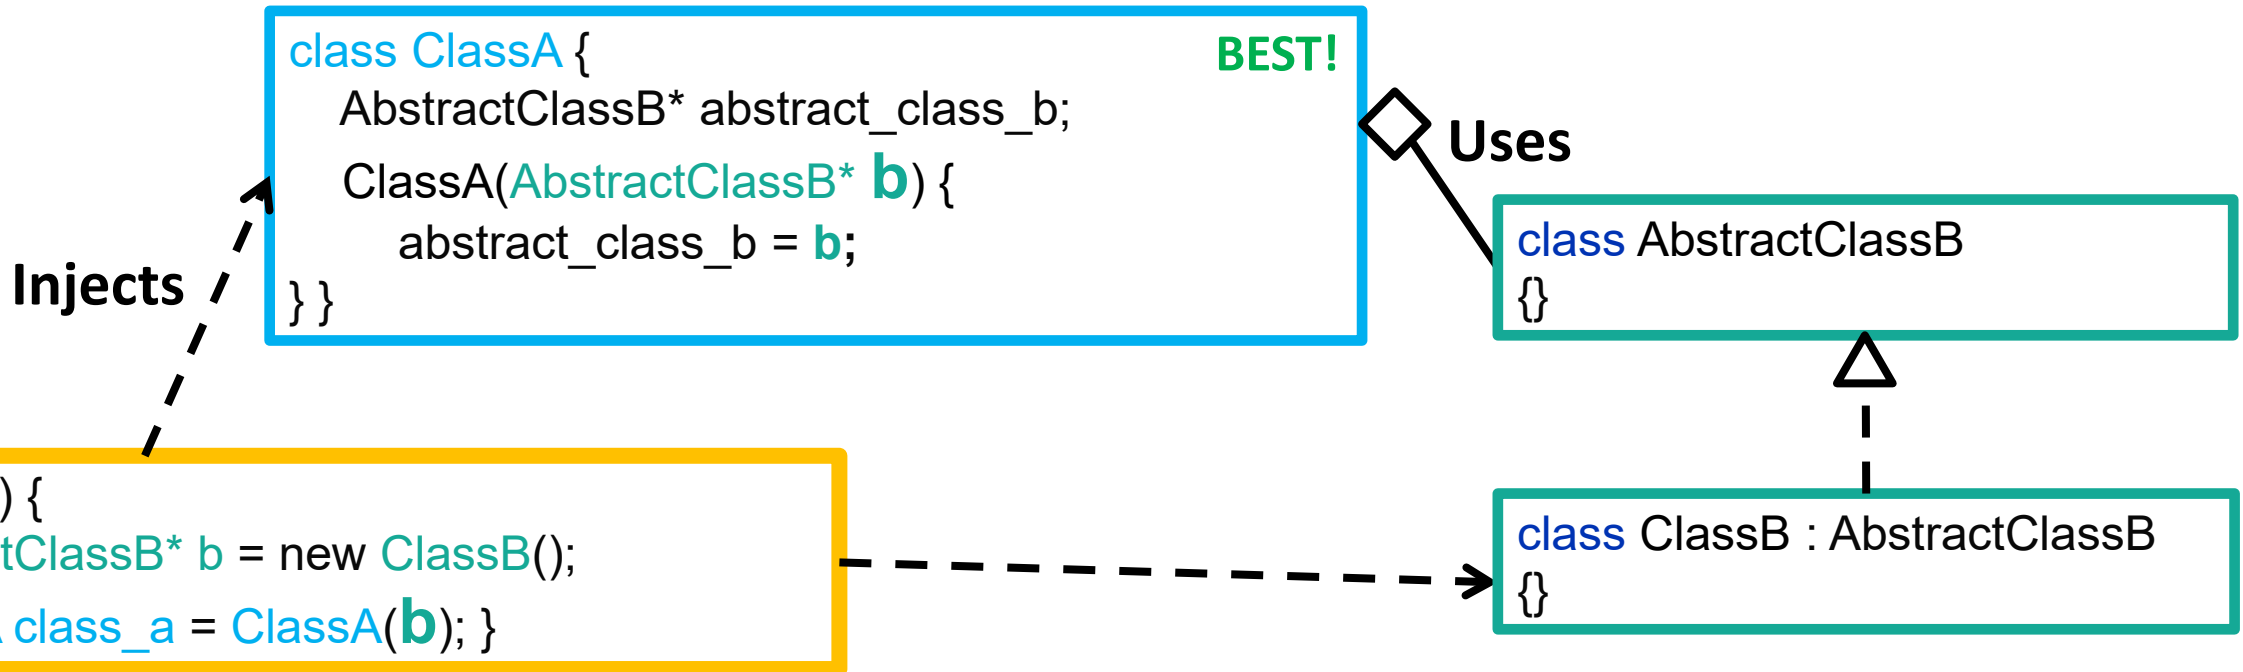 class ClassA {
BEST!
AbstractClassB* abstract_class_b;
ClassA(AbstractClassB* b) {
abstract_class_b = b;
} }
Uses
class AbstractClassB
{}
Injects
) {
tClassB* b = new ClassB();
class_a = ClassA(b); }
class ClassB : AbstractClassB
{}